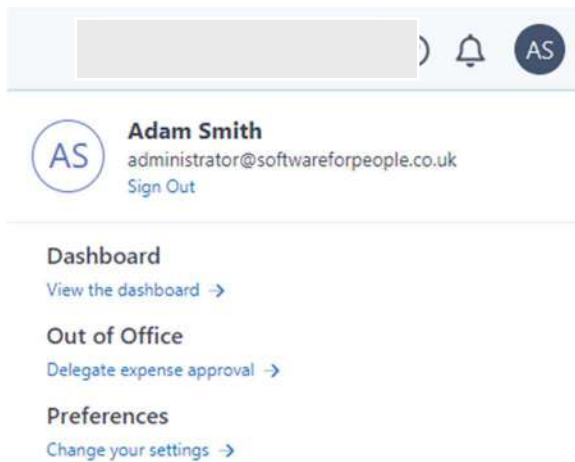 AS
AS
Adam Smith
administrator@softwareforpeople.co.uk
Sign Out
Dashboard
View the dashboard →
Out of Office
Delegate expense approval →
Preferences
Change your settings →